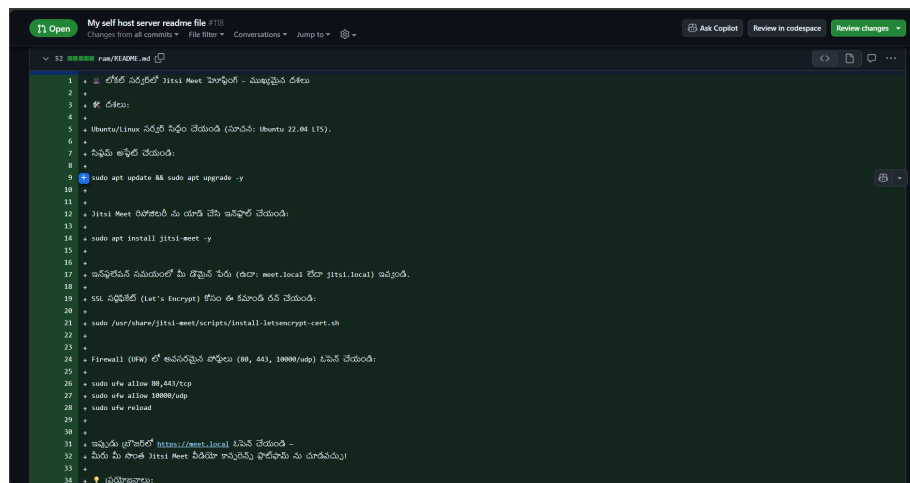 Open
My self host server readme file #118
Changes from all commits File filter Conversations Jump to
Ask Copilot
Review in codespace
Review changes
52 ram/README.md
1 + లోకల్ సర్వర్‌లో Jitsi Meet హోస్టింగ్ – ముఖ్యమైన దశలు
2 +
3 + 🛠 దశలు:
4 +
5 + Ubuntu/Linux సర్వర్ సిద్ధం చేయండి (సూచన: Ubuntu 22.04 LTS).
6 +
7 + సిస్టమ్ అప్డేట్ చేయండి:
8 +
9 + sudo apt update && sudo apt upgrade -y
10 +
11 +
12 + Jitsi Meet రిపోజిటరీ ను యాడ్ చేసి ఇన్‌స్టాల్ చేయండి:
13 +
14 + sudo apt install jitsi-meet -y
15 +
16 +
17 + ఇన్‌స్టలేషన్ సమయంలో మీ డొమైన్ పేరు (ఉదా: meet.local లేదా jitsi.local) ఇవ్వండి.
18 +
19 + SSL సర్టిఫికేట్ (Let's Encrypt) కోసం ఈ కమాండ్ రన్ చేయండి:
20 +
21 + sudo /usr/share/jitsi-meet/scripts/install-letsencrypt-cert.sh
22 +
23 +
24 + Firewall (UFW) లో అవసరమైన పోర్టులు (80, 443, 10000/udp) ఓపెన్ చేయండి:
25 +
26 + sudo ufw allow 80,443/tcp
27 + sudo ufw allow 10000/udp
28 + sudo ufw reload
29 +
30 +
31 + ఇప్పుడు బ్రౌజర్‌లో https://meet.local ఓపెన్ చేయండి –
32 + మీరు మీ సొంత Jitsi Meet వీడియో కాన్ఫరెన్స్ ప్లాట్‌ఫామ్ ను చూడవచ్చు!
33 +
34 + 💡 ప్రయోజనాలు: